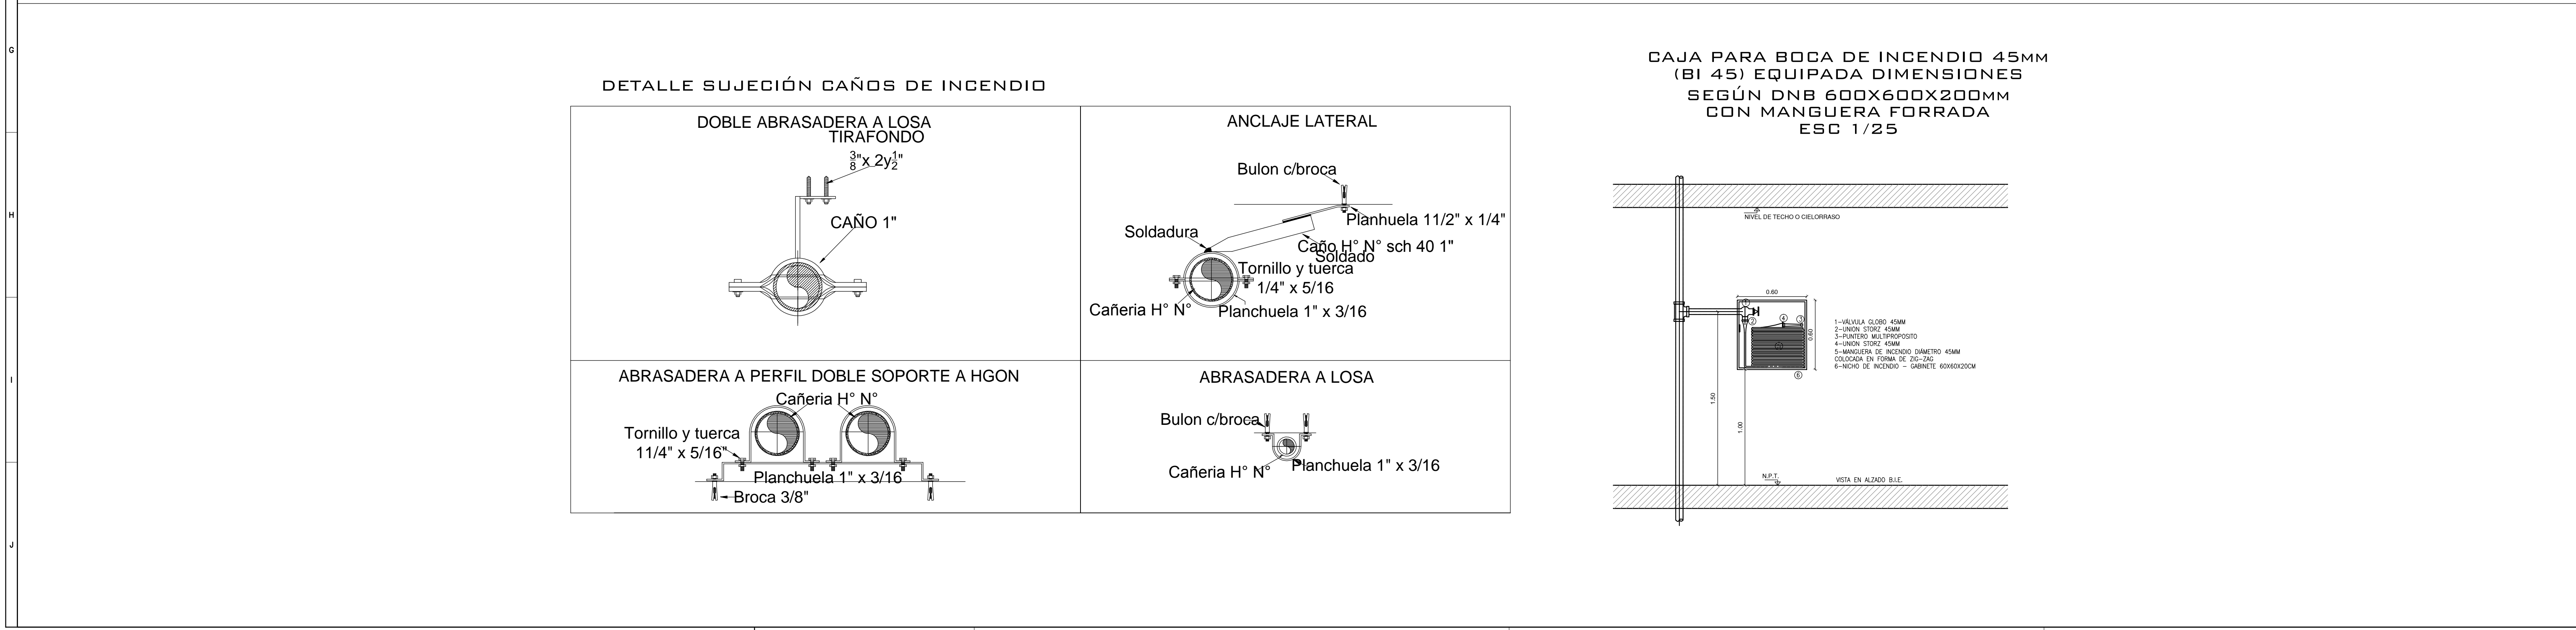 G
H
I
J
DETALLE SUJECIÓN CAÑOS DE INCENDIO
DOBLE ABRASADERA A LOSA
TIRAFONDO
3/8"x 2y1/2"
CAÑO 1"
ANCLAJE LATERAL
Bulon c/broca
Planhuela 11/2" x 1/4"
Soldadura
Caño H° N° sch 40 1"
Soldado
Tornillo y tuerca
1/4" x 5/16
Cañeria H° N°
Planchuela 1" x 3/16
ABRASADERA A PERFIL DOBLE SOPORTE A HGON
Cañeria H° N°
Tornillo y tuerca
11/4" x 5/16"
Planchuela 1" x 3/16
Broca 3/8"
ABRASADERA A LOSA
Bulon c/broca
Cañeria H° N°
Planchuela 1" x 3/16
CAJA PARA BOCA DE INCENDIO 45MM
(BI 45) EQUIPADA DIMENSIONES
SEGÚN DNB 600X600X200MM
CON MANGUERA FORRADA
ESC 1/25
NIVEL DE TECHO O CIELORRASO
0.60
0.60
2
4
3
6
1.50
1.00
1-VÁLVULA GLOBO 45MM
2-UNION STORZ 45MM
3-PUNTERO MULTIPROPOSITO
4-UNION STORZ 45MM
5-MANGUERA DE INCENDIO DIÁMETRO 45MM
COLOCADA EN FORMA DE ZIG-ZAG
6-NICHO DE INCENDIO - GABINETE 60X60X20CM
N.P.T.
VISTA EN ALZADO B.I.E.